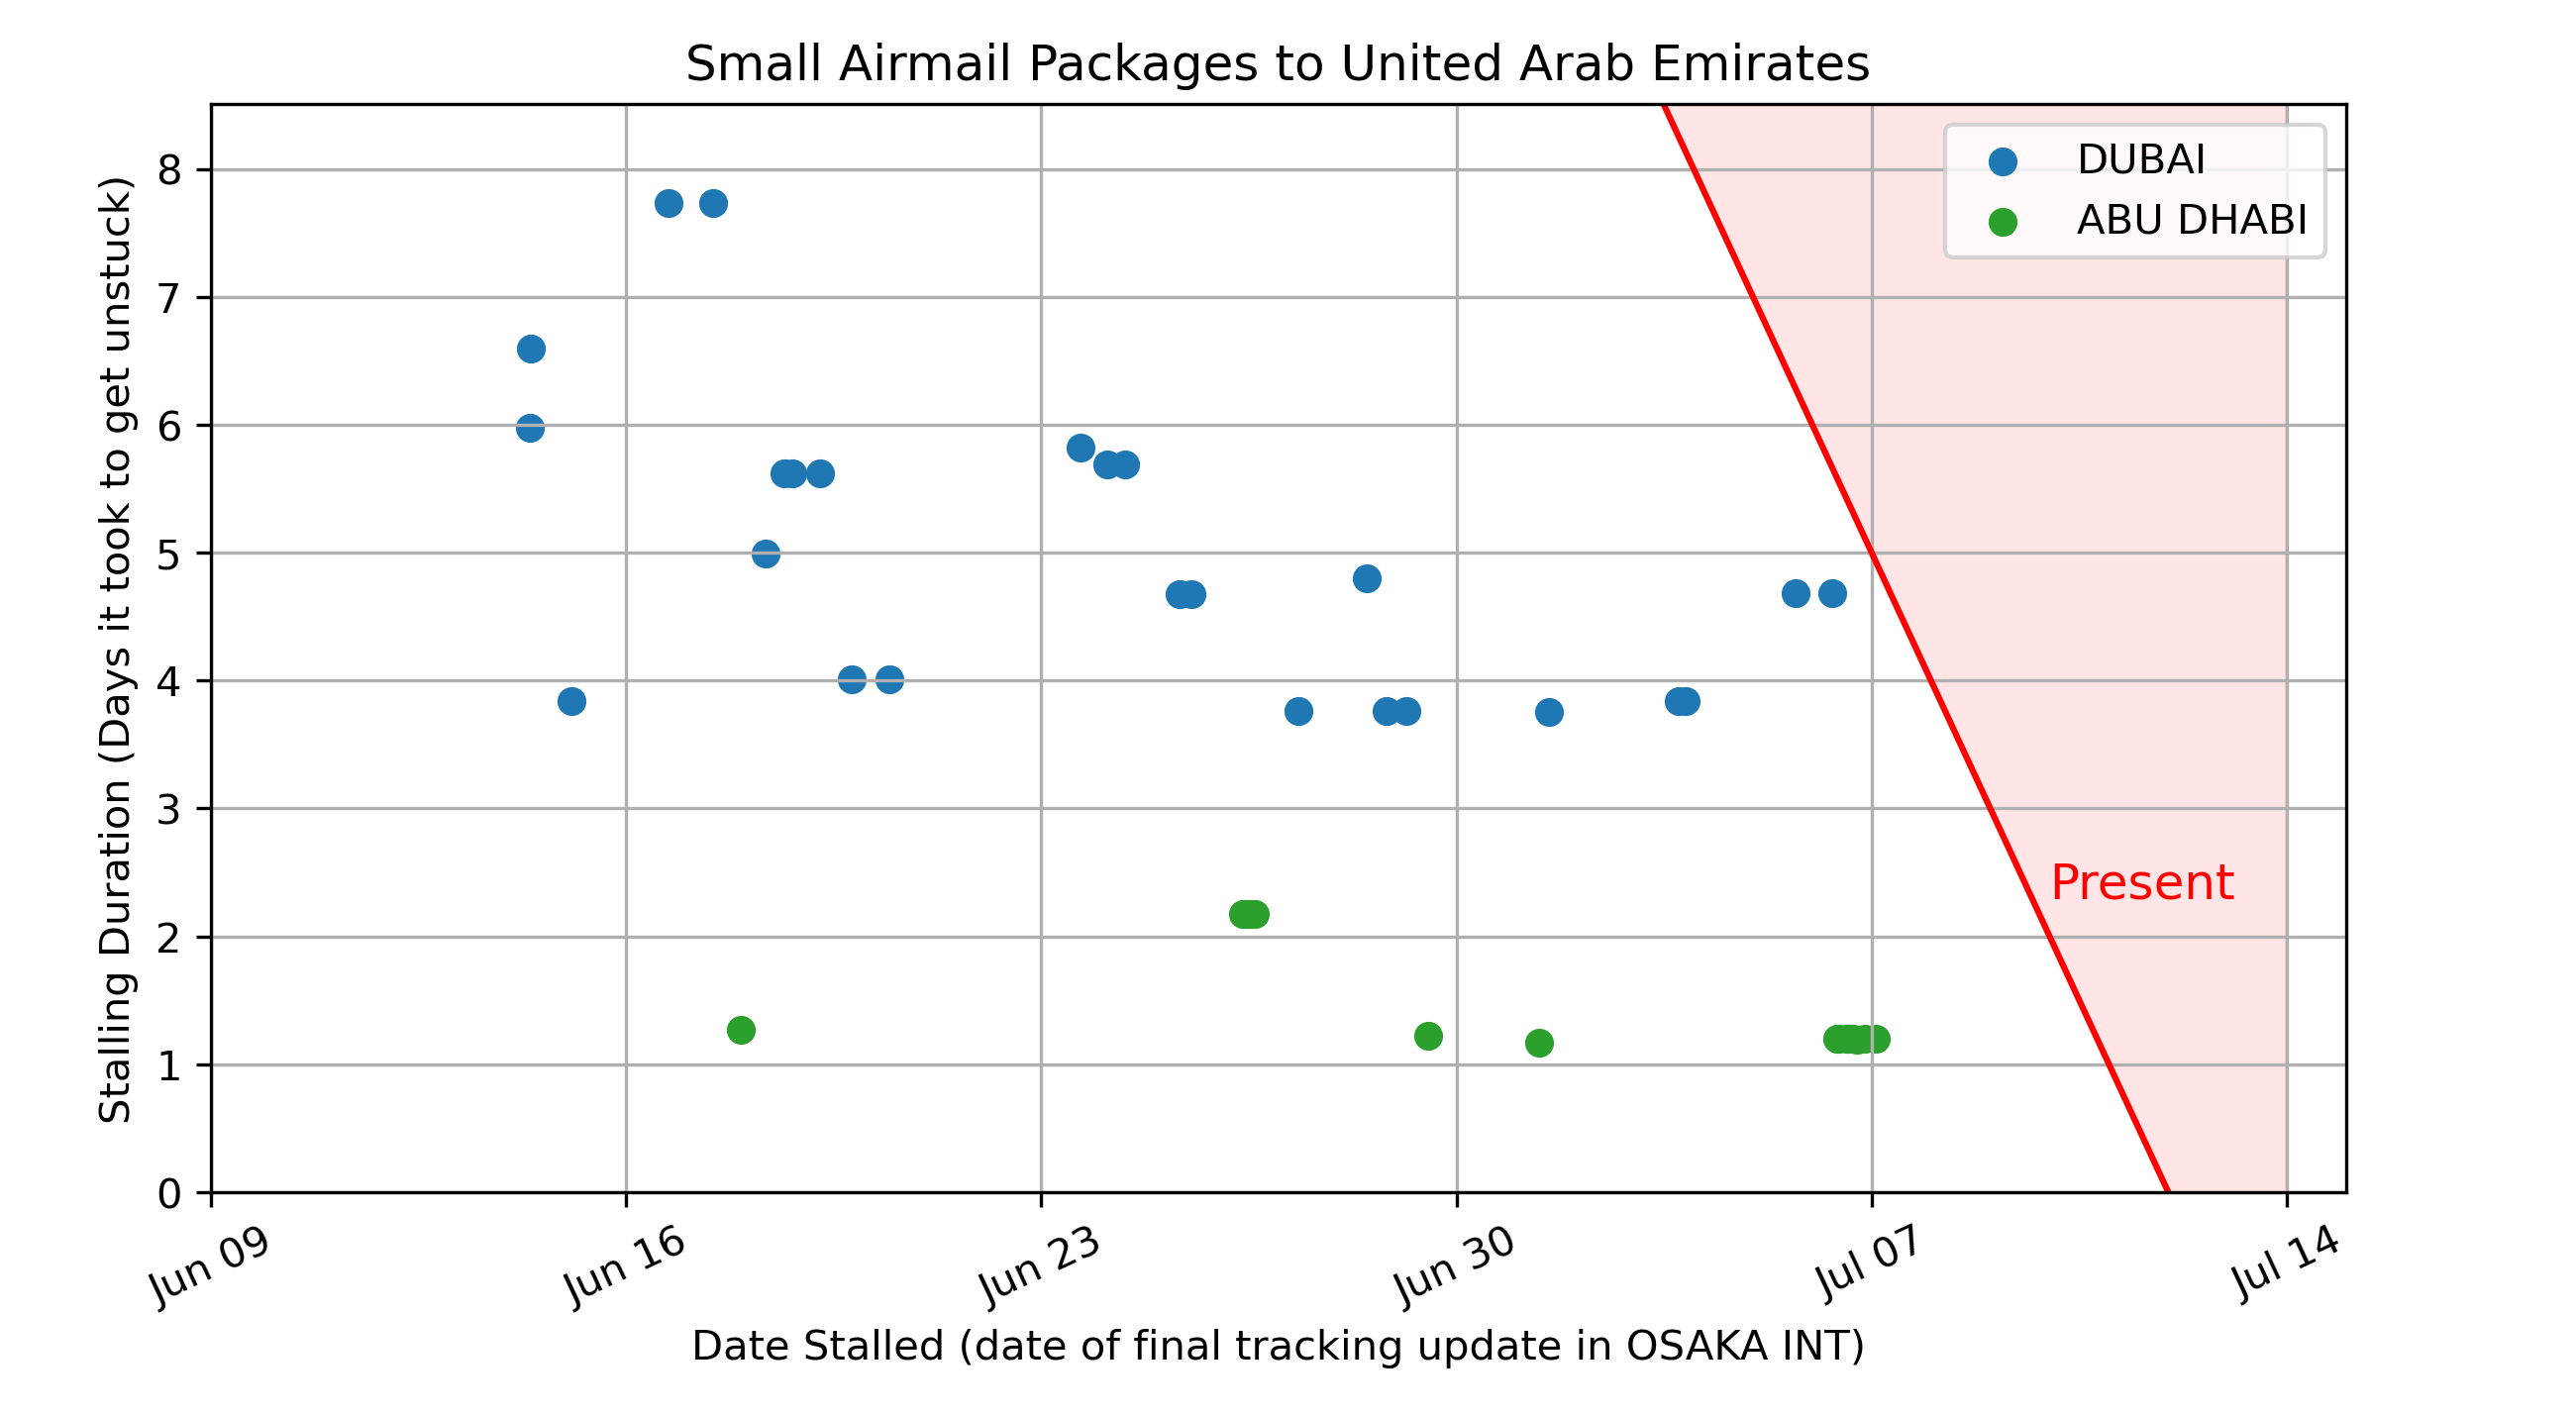 Small Airmail Packages to United Arab Emirates
DUBAI
ABU DHABI
Stalling Duration (Days it took to get unstuck)
8
7
6
5
4
3
2
1
0
Present
Jun 09
Jun 16
Jun 23
Jun 30
Jul 07
Jul 14
Date Stalled (date of final tracking update in OSAKA INT)